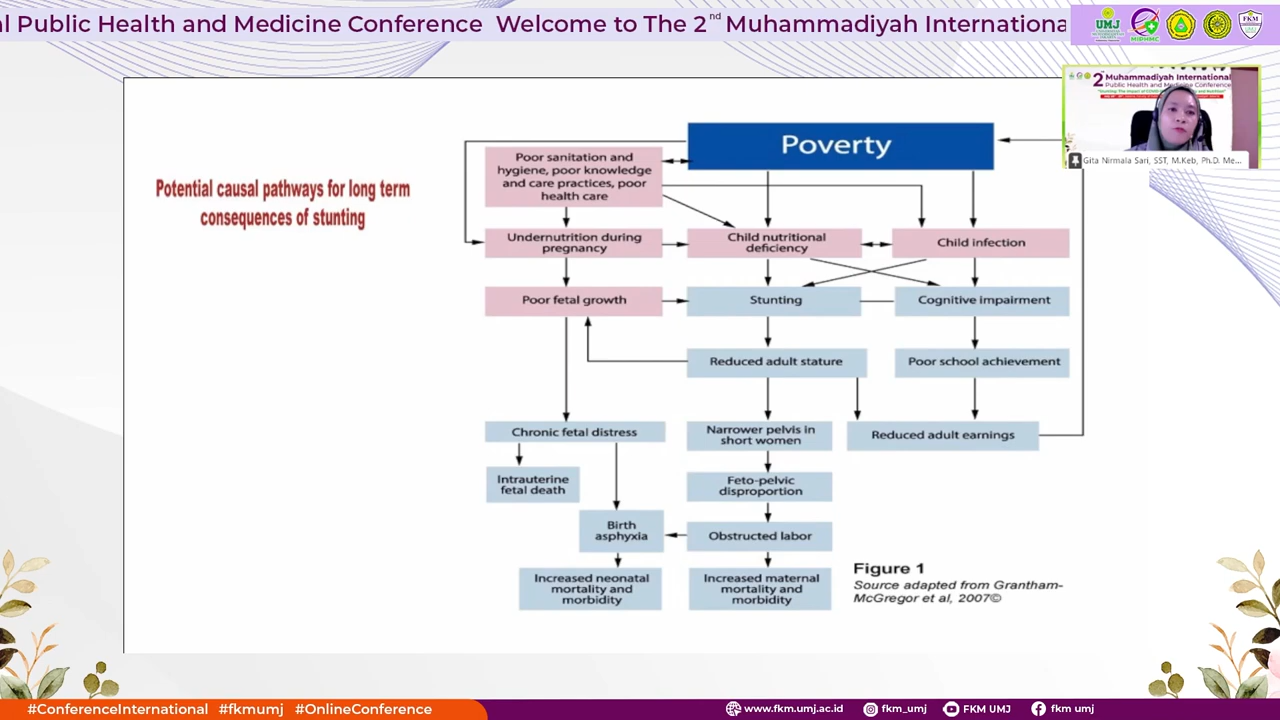 al Public Health and Medicine Conference Welcome to The 2nd Muhammadiyah Internationa
UMJ
MIPHMC
FKM
2nd Muhammadiyah International
Public Health and Medicine Conference
Gita Nirmala Sari, SST, M.Keb, Ph.D. Me...
Potential causal pathways for long term
consequences of stunting
Poverty
Poor sanitation and
hygiene, poor knowledge
and care practices, poor
health care
Undernutrition during
pregnancy
Child nutritional
deficiency
Child infection
Poor fetal growth
Stunting
Cognitive impairment
Reduced adult stature
Poor school achievement
Chronic fetal distress
Narrower pelvis in
short women
Reduced adult earnings
Intrauterine
fetal death
Feto-pelvic
disproportion
Birth
asphyxia
Obstructed labor
Increased neonatal
mortality and
morbidity
Increased maternal
mortality and
morbidity
Figure 1
Source adapted from Grantham-
McGregor et al, 2007©
#ConferenceInternational #fkmumj #OnlineConference
www.fkm.umj.ac.id
fkm_umj
FKM UMJ
fkm umj